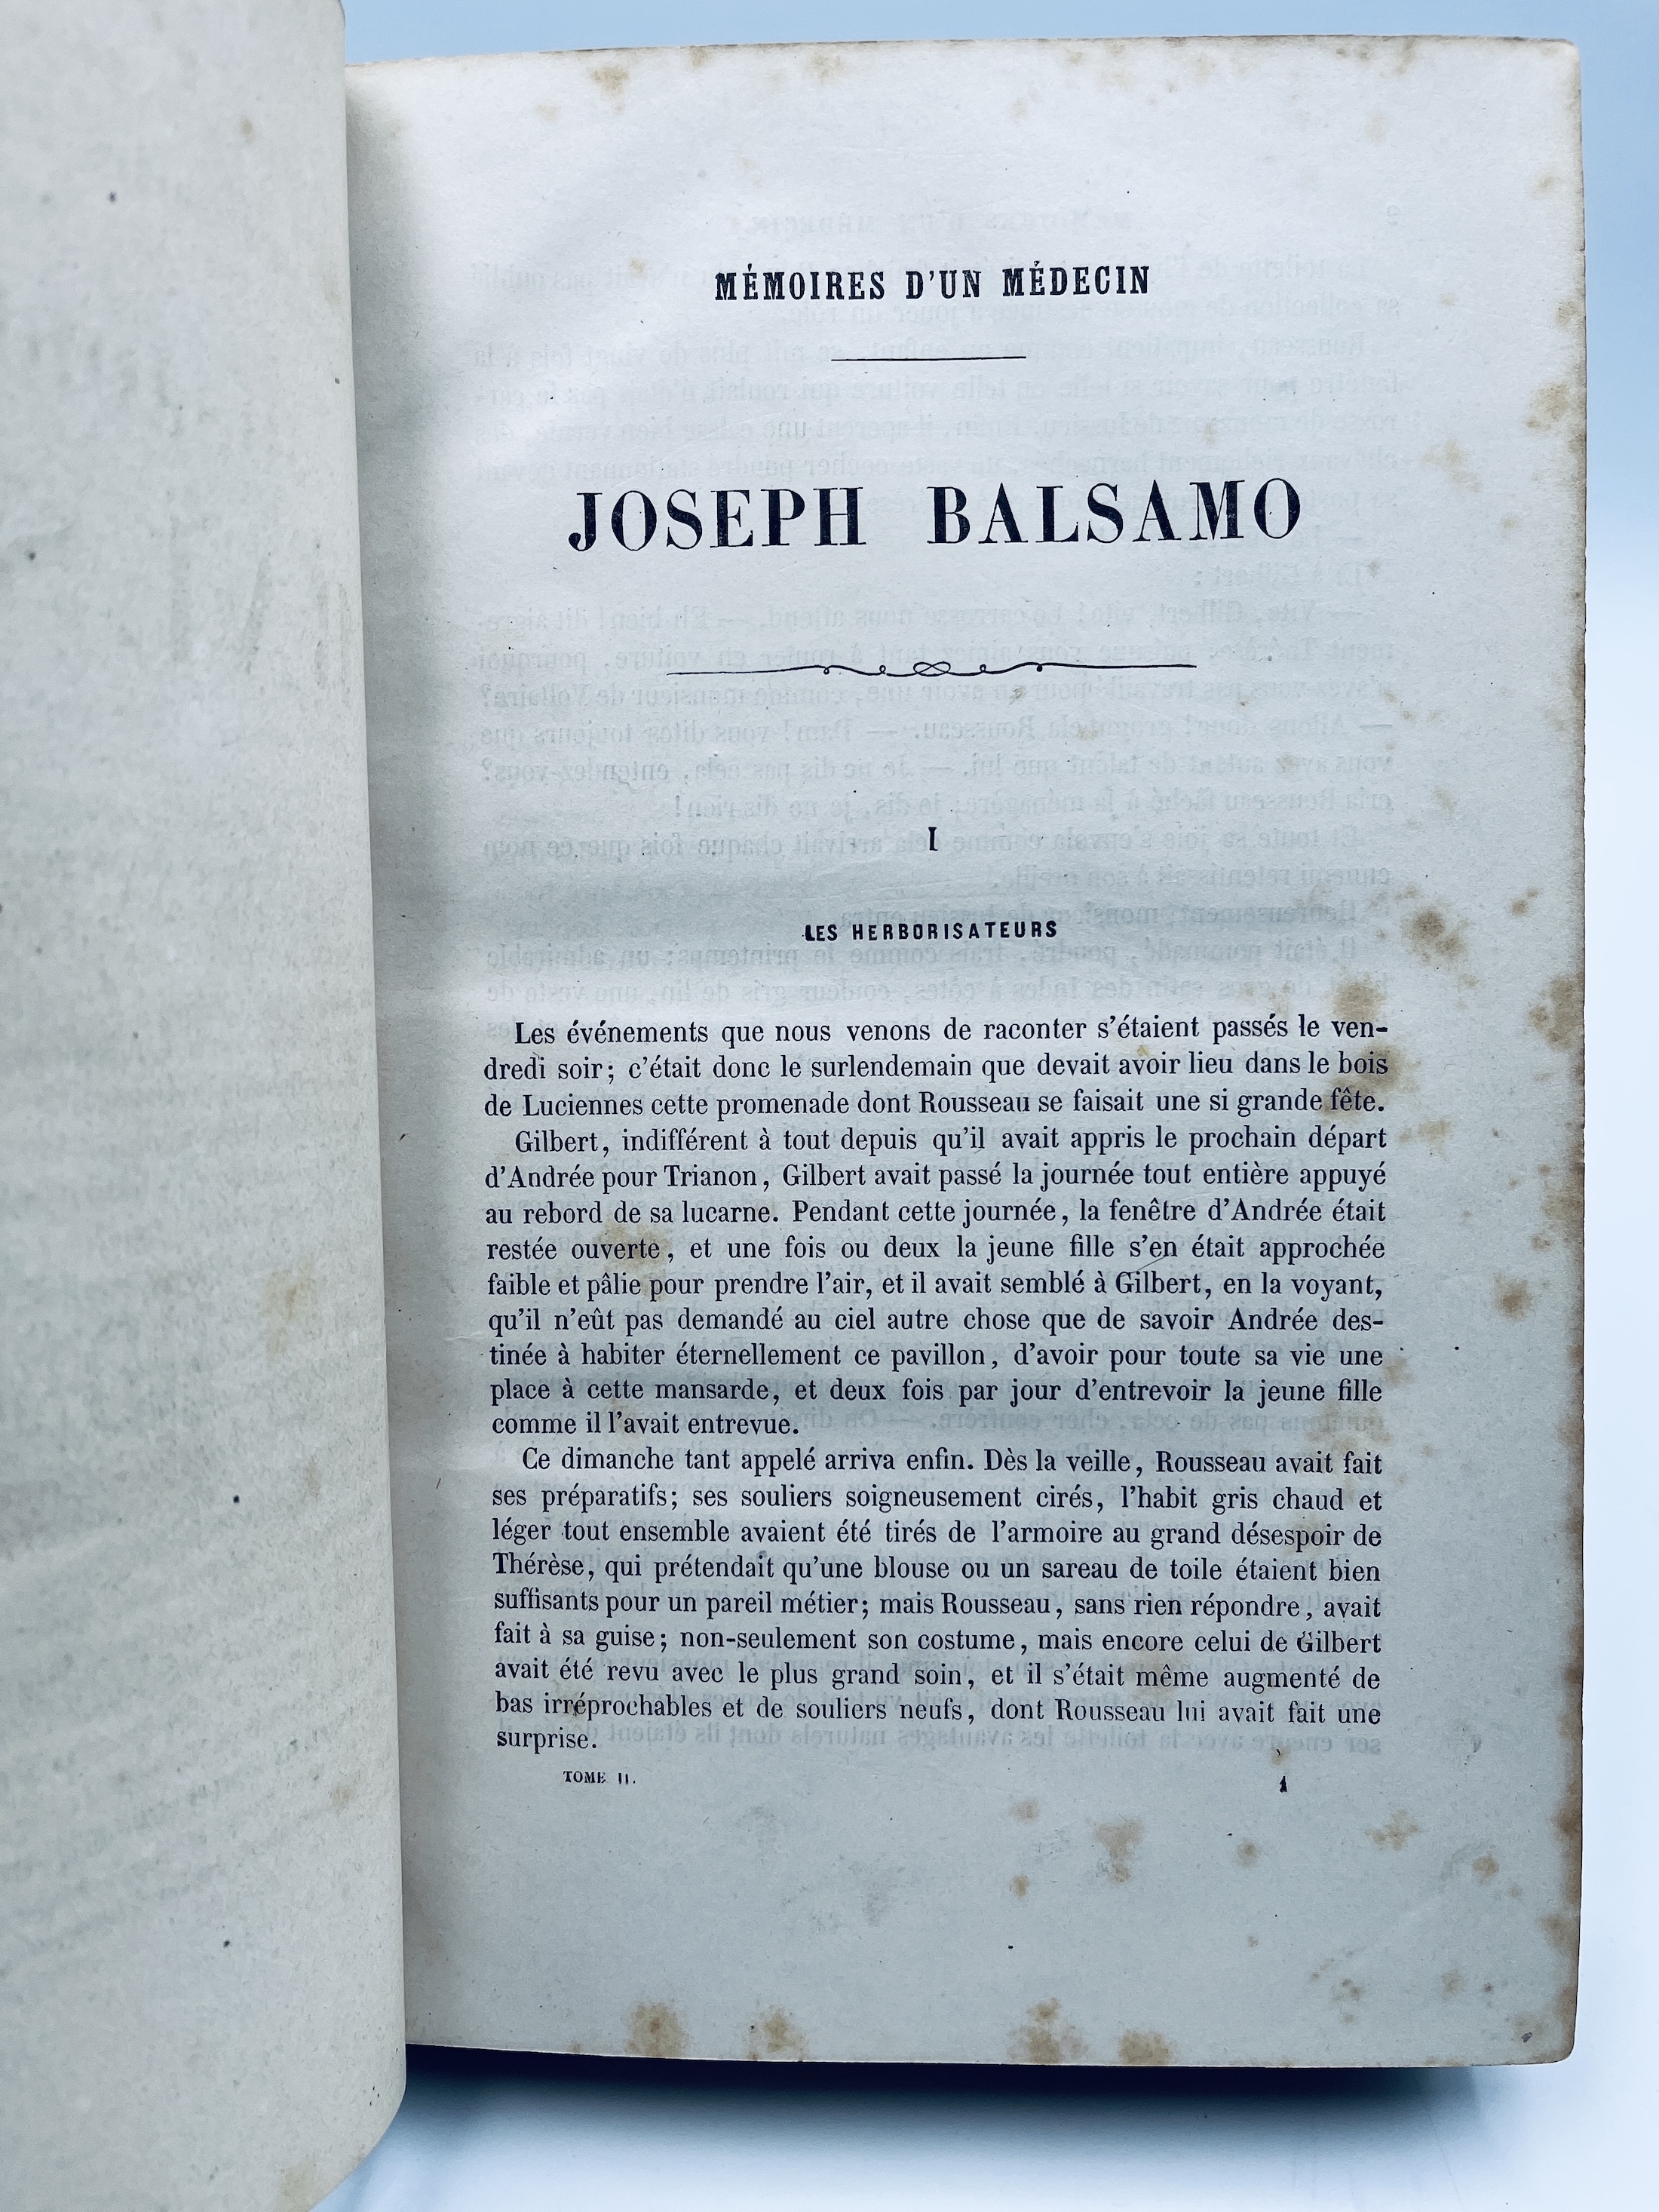 MÉMOIRES D'UN MÉDECIN
JOSEPH BALSAMO
I
LES HERBORISATEURS
Les événements que nous venons de raconter s'étaient passés le ven-
dredi soir; c'était donc le surlendemain que devait avoir lieu dans le bois
de Luciennes cette promenade dont Rousseau se faisait une si grande fête.
Gilbert, indifférent à tout depuis qu'il avait appris le prochain départ
d'Andrée pour Trianon, Gilbert avait passé la journée tout entière appuyé
au rebord de sa lucarne. Pendant cette journée, la fenêtre d'Andrée était
restée ouverte, et une fois ou deux la jeune fille s'en était approchée
faible et pâlie pour prendre l'air, et il avait semblé à Gilbert, en la voyant,
qu'il n'eût pas demandé au ciel autre chose que de savoir Andrée des-
tinée à habiter éternellement ce pavillon, d'avoir pour toute sa vie une
place à cette mansarde, et deux fois par jour d'entrevoir la jeune fille
comme il l'avait entrevue.
Ce dimanche tant appelé arriva enfin. Dès la veille, Rousseau avait fait
ses préparatifs; ses souliers soigneusement cirés, l'habit gris chaud et
léger tout ensemble avaient été tirés de l'armoire au grand désespoir de
Thérèse, qui prétendait qu'une blouse ou un sareau de toile étaient bien
suffisants pour un pareil métier; mais Rousseau, sans rien répondre, avait
fait à sa guise; non-seulement son costume, mais encore celui de Gilbert
avait été revu avec le plus grand soin, et il s'était même augmenté de
bas irréprochables et de souliers neufs, dont Rousseau lui avait fait une
surprise.
TOME II. 1